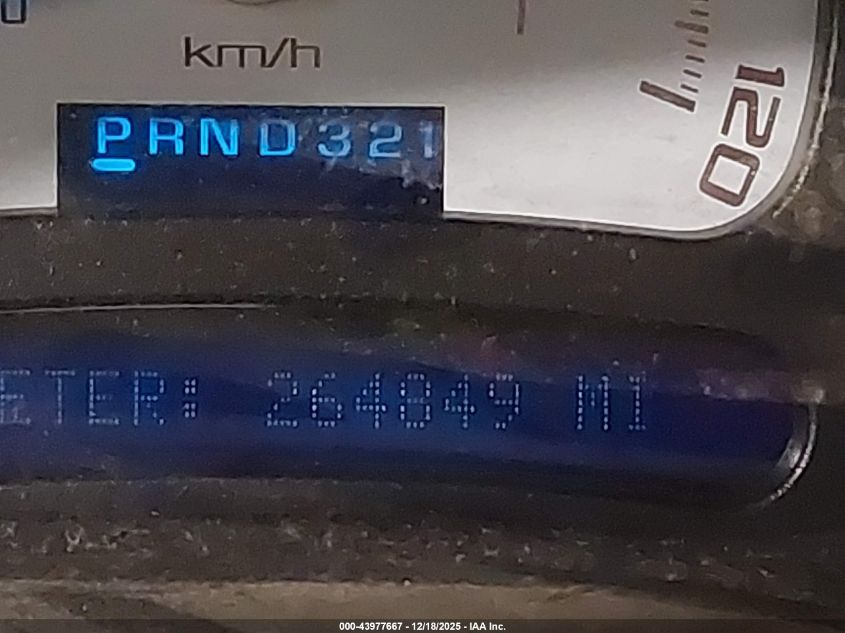 km/h
120
PRND321
ETER: 264849 MI
000-43977667 - 12/18/2025 - IAA Inc.